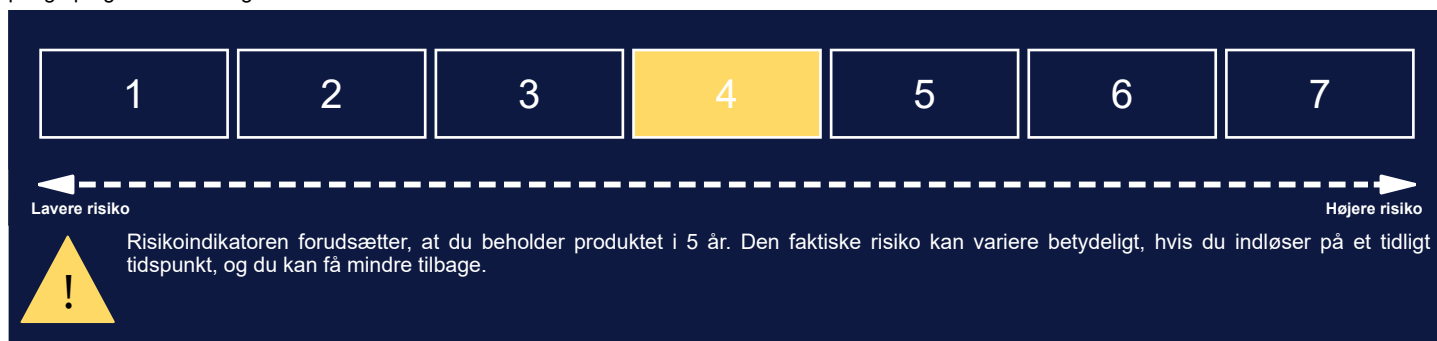 1 2 3 4 5 6 7
Lavere risiko Højere risiko
Risikoindikatoren forudsætter, at du beholder produktet i 5 år. Den faktiske risiko kan variere betydeligt, hvis du indløser på et tidligt
tidspunkt, og du kan få mindre tilbage.
!